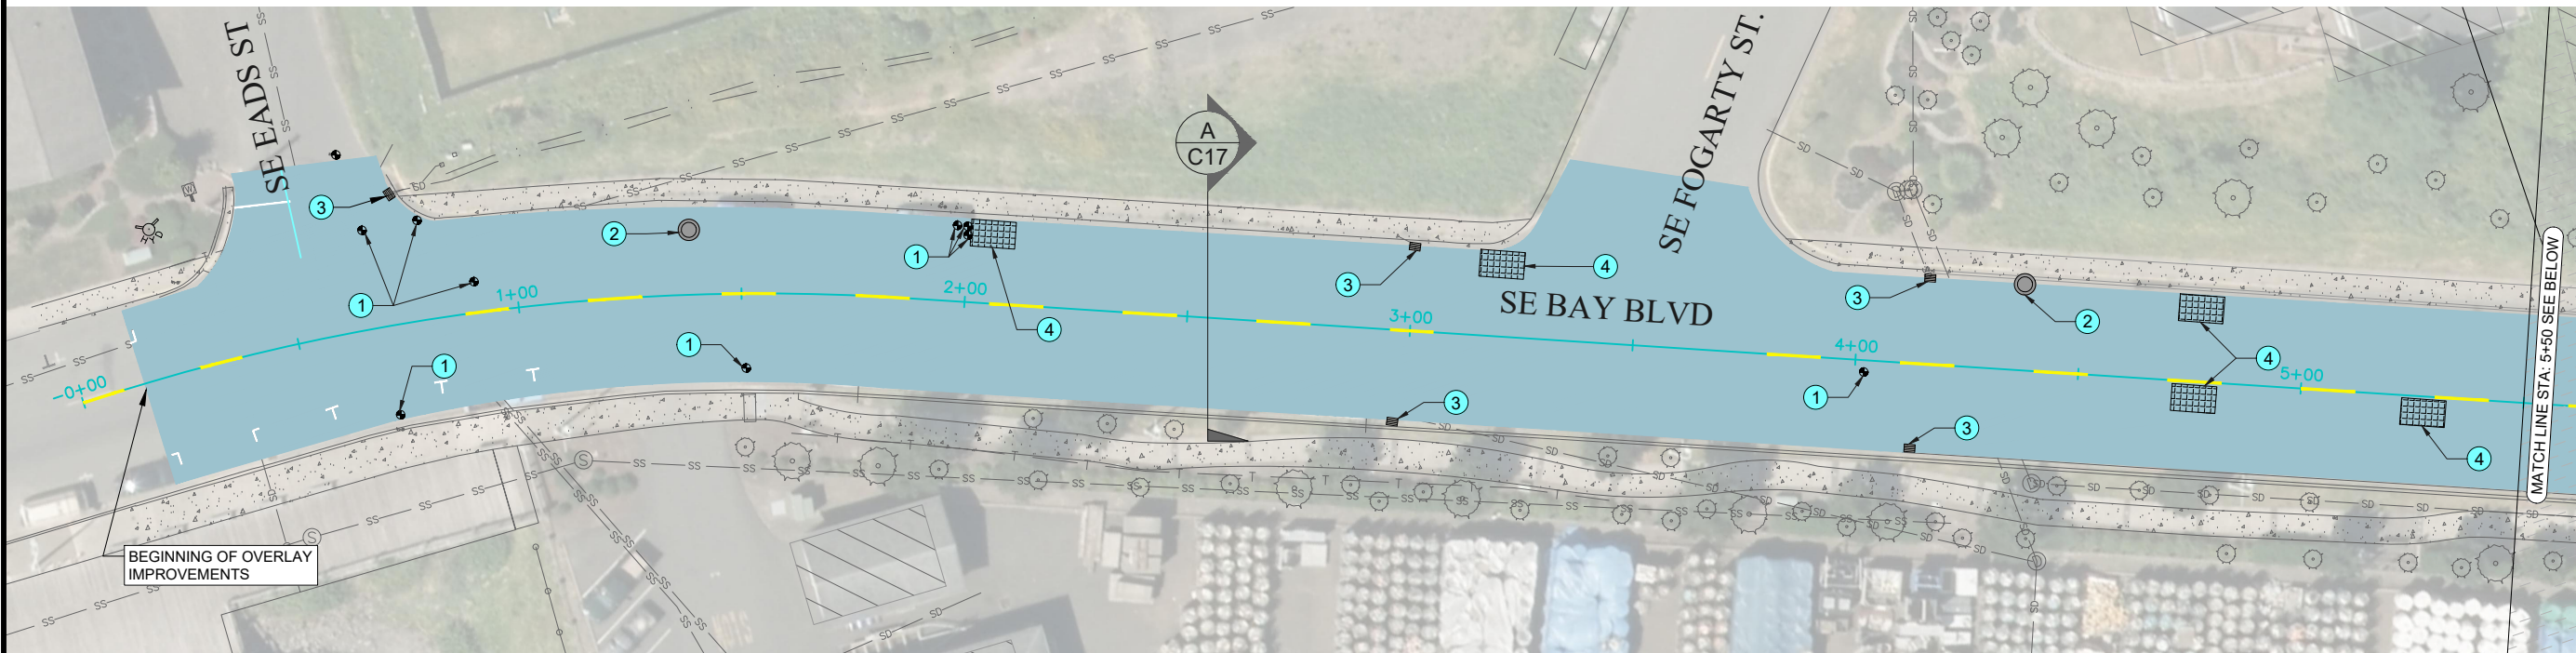 SE EADS ST
SE FOGARTY ST.
SE BAY BLVD
A
C17
-0+00
1+00
2+00
3+00
4+00
5+00
3
1
2
1
1
1
4
3
4
3
3
2
1
3
4
4
W
S
S
D
SS
SD
T
BEGINNING OF OVERLAY
IMPROVEMENTS
MATCH LINE STA: 5+50 SEE BELOW